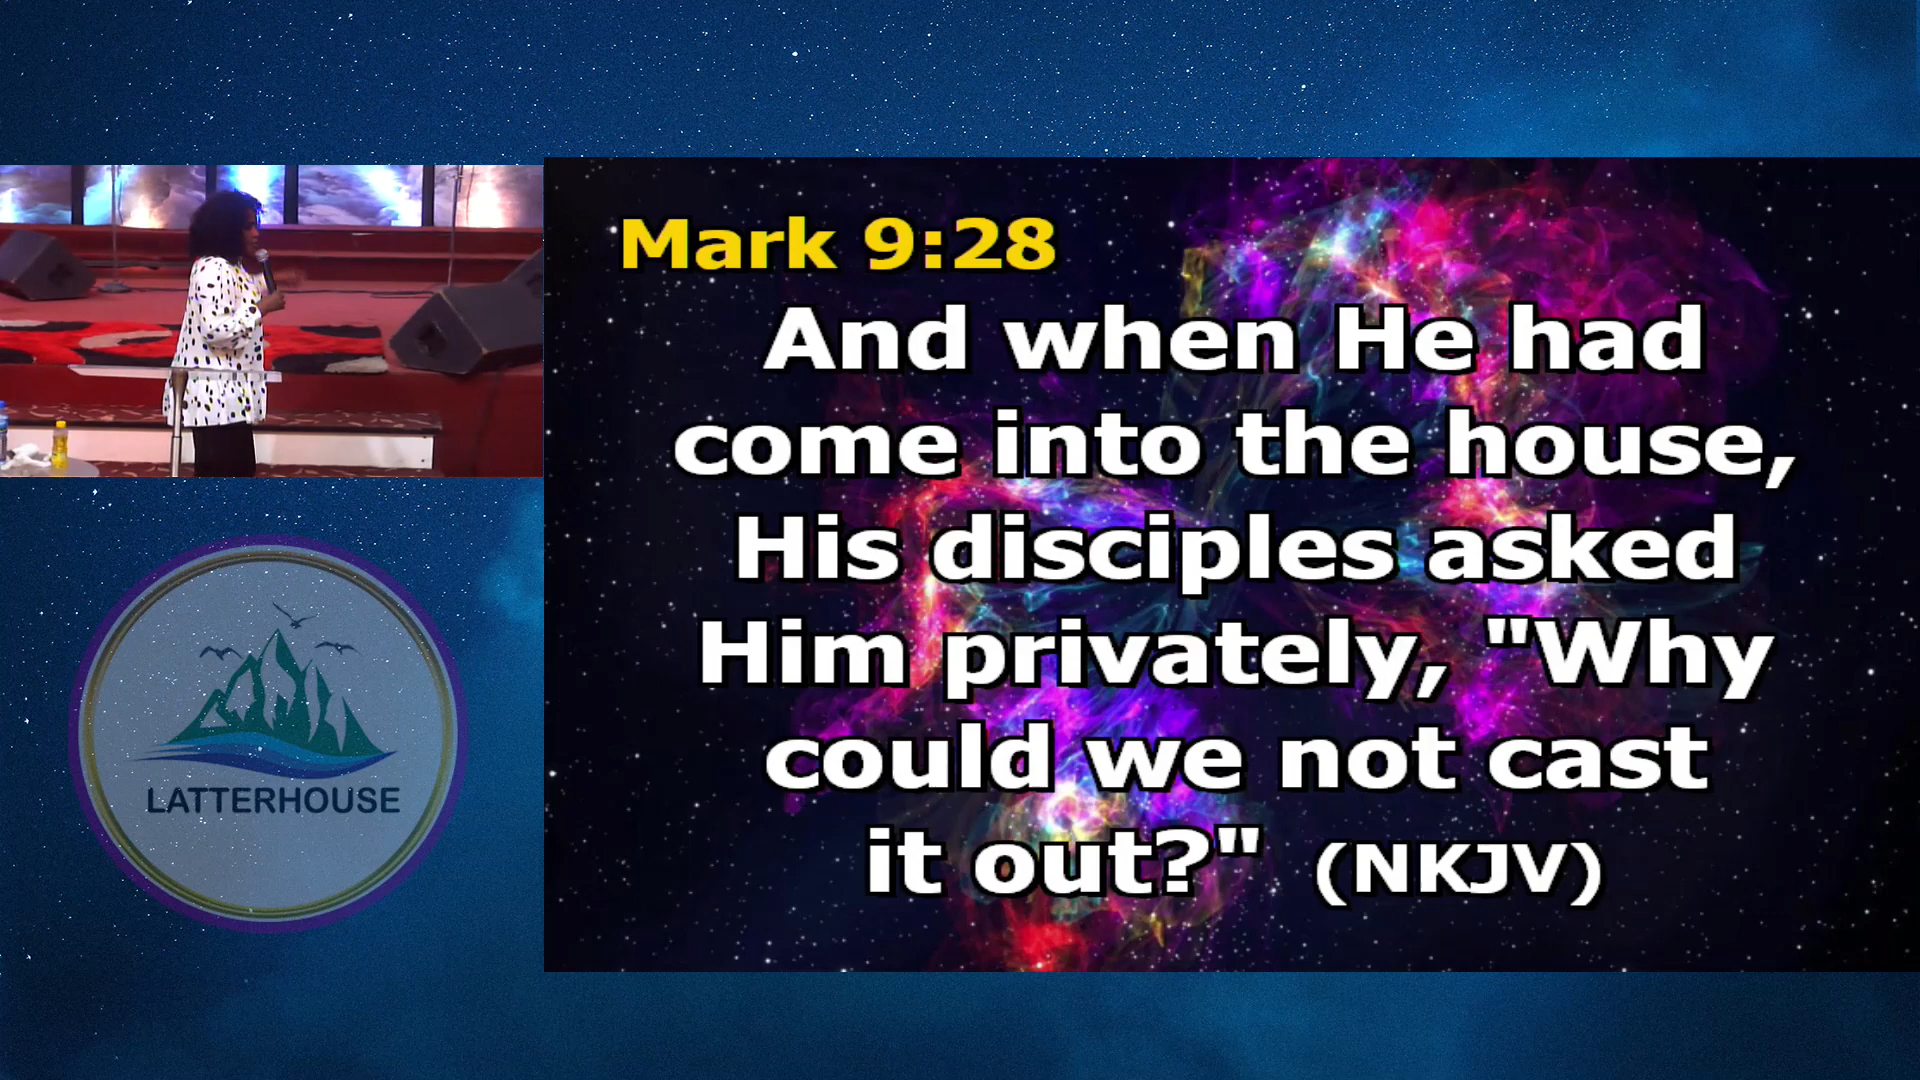 Mark 9:28
And when He had
come into the house,
His disciples asked
Him privately, "Why
could we not cast
it out?" (NKJV)
LATTERHOUSE